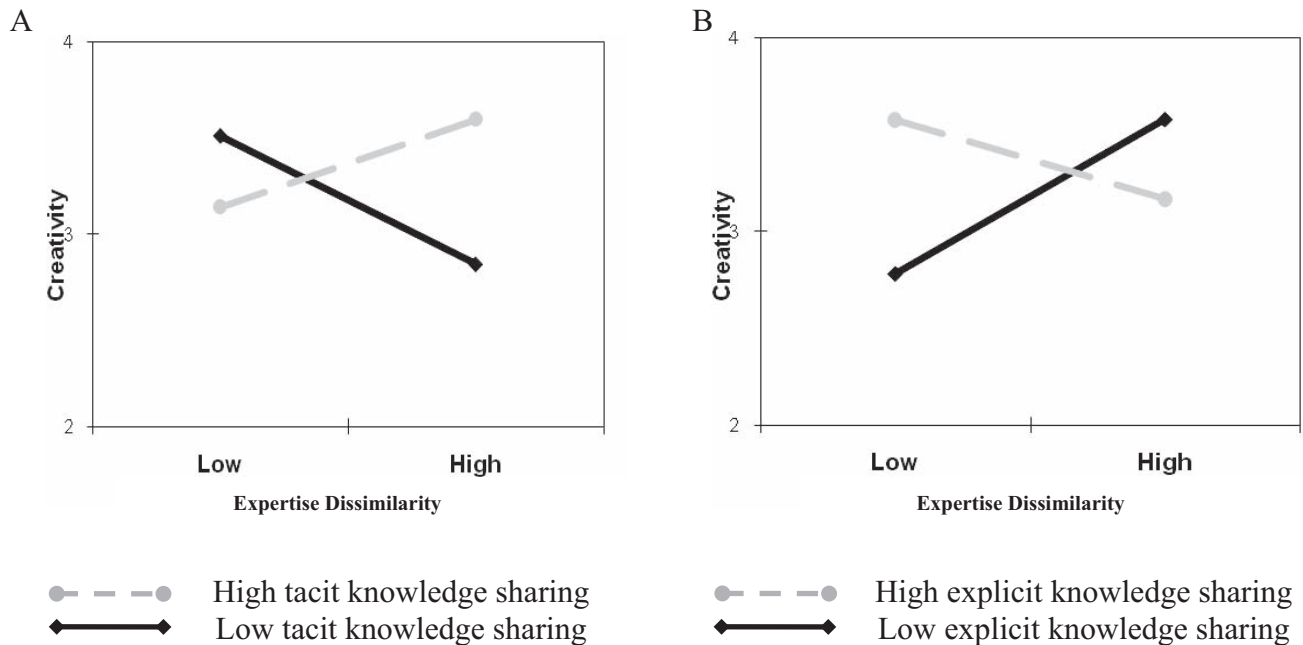 A
4
3
2
Creativity
Low High
Expertise Dissimilarity
High tacit knowledge sharing
Low tacit knowledge sharing
B
4
3
2
Creativity
Low High
Expertise Dissimilarity
High explicit knowledge sharing
Low explicit knowledge sharing